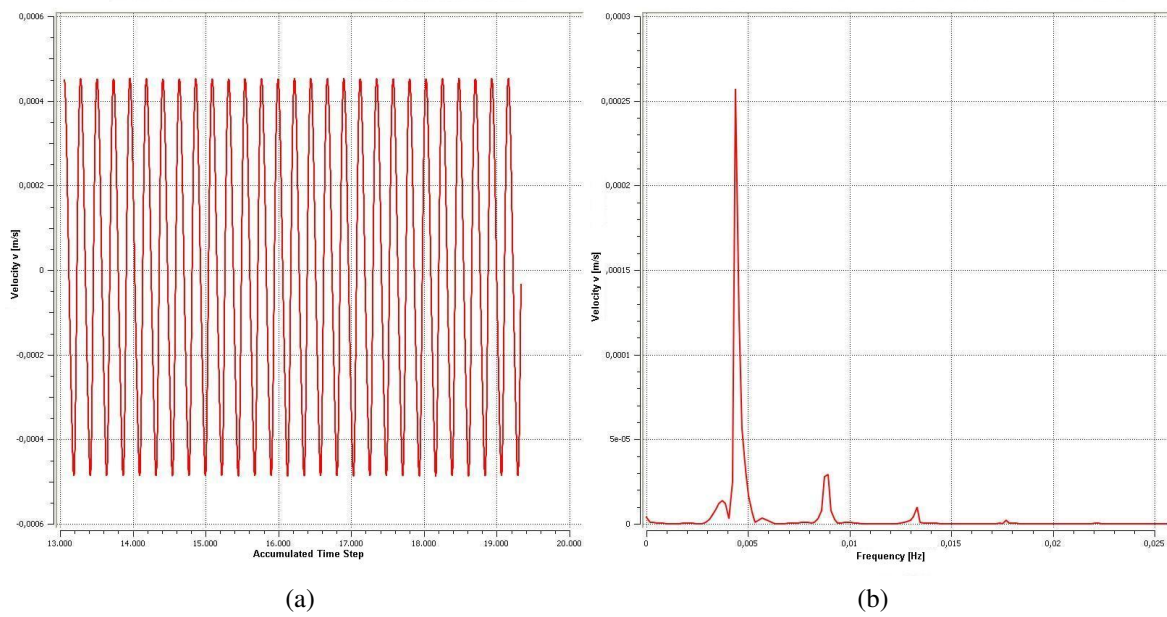 0,0006
0,0004
0,0002
0
-0,0002
-0,0004
-0,0006
Velocity v [m/s]
13.000 14.000 15.000 16.000 17.000 18.000 19.000 20.000
Accumulated Time Step
(a)
0,0003
0,00025
0,0002
,00015
0,0001
5e-05
0
Velocity v [m/s]
0 0,005 0,01 0,015 0,02 0,025
Frequency [Hz]
(b)